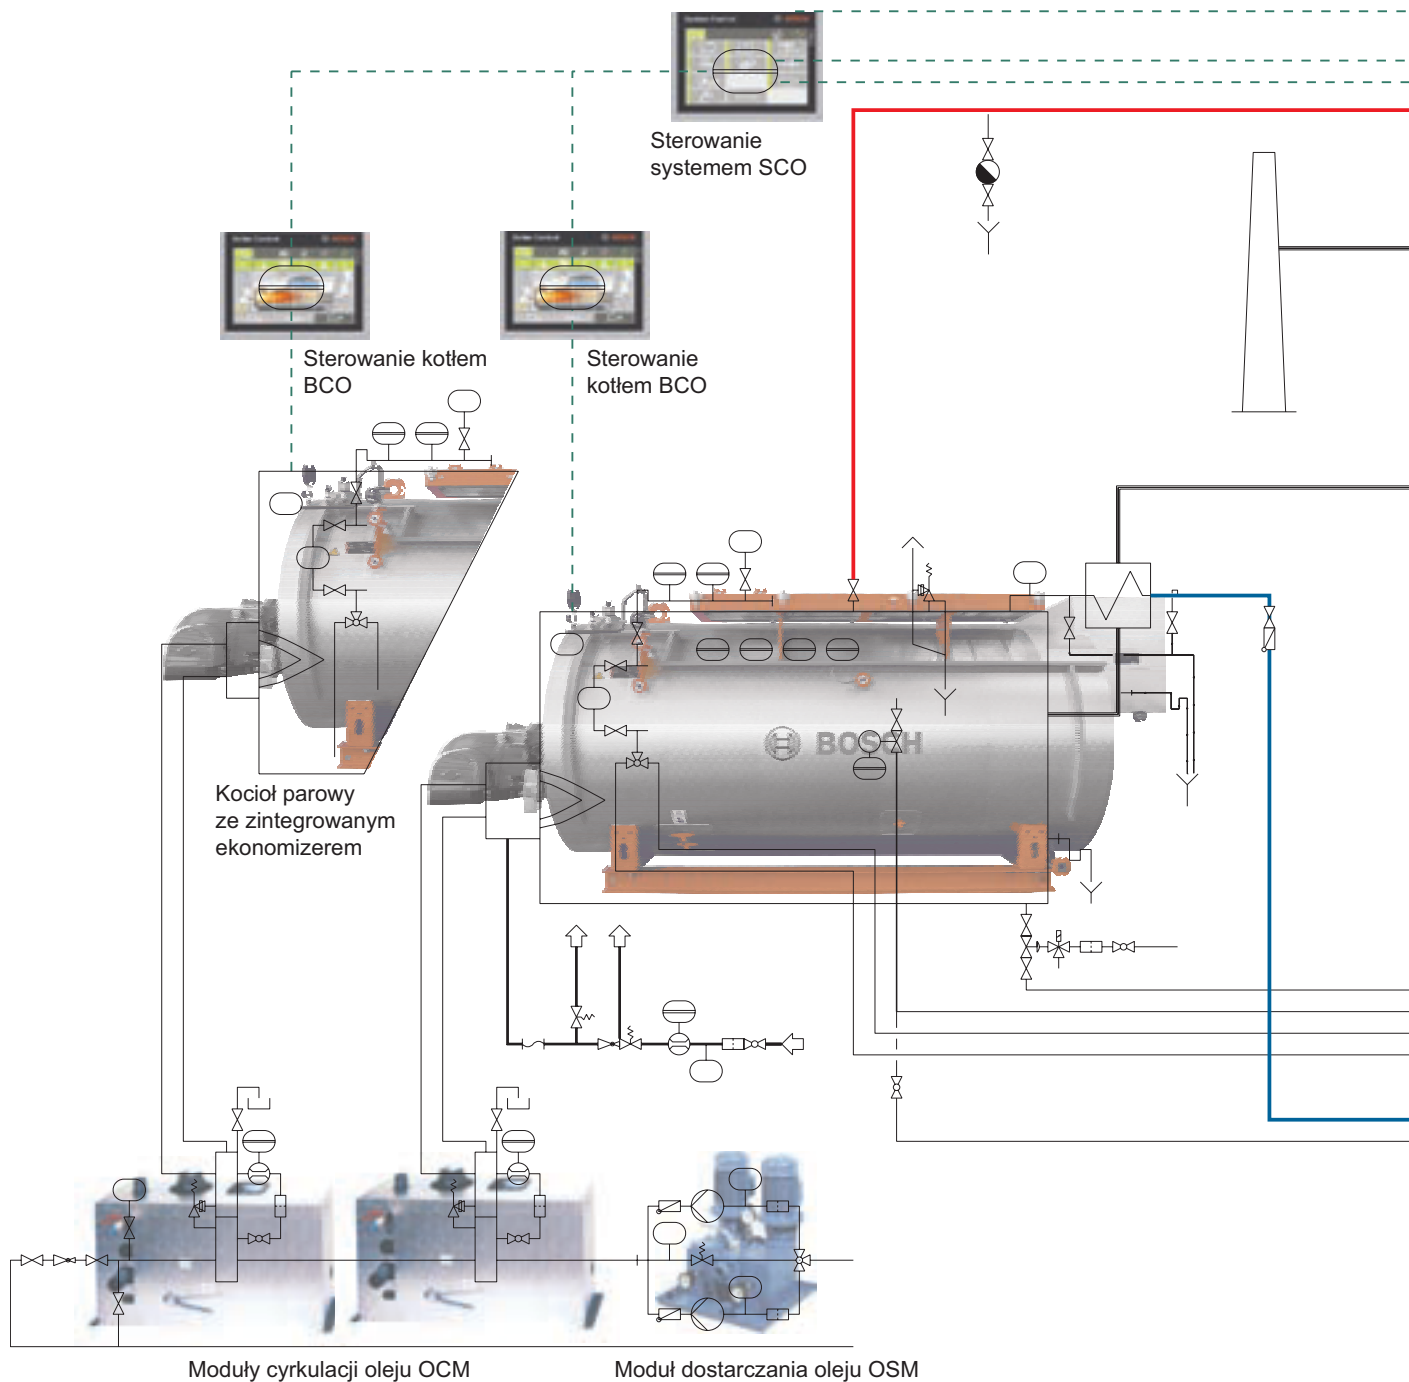 Sterowanie
systemem SCO
Sterowanie kotłem
BCO
Sterowanie
kotłem BCO
BOSCH
Kocioł parowy
ze zintegrowanym
ekonomizerem
Moduły cyrkulacji oleju OCM
Moduł dostarczania oleju OSM